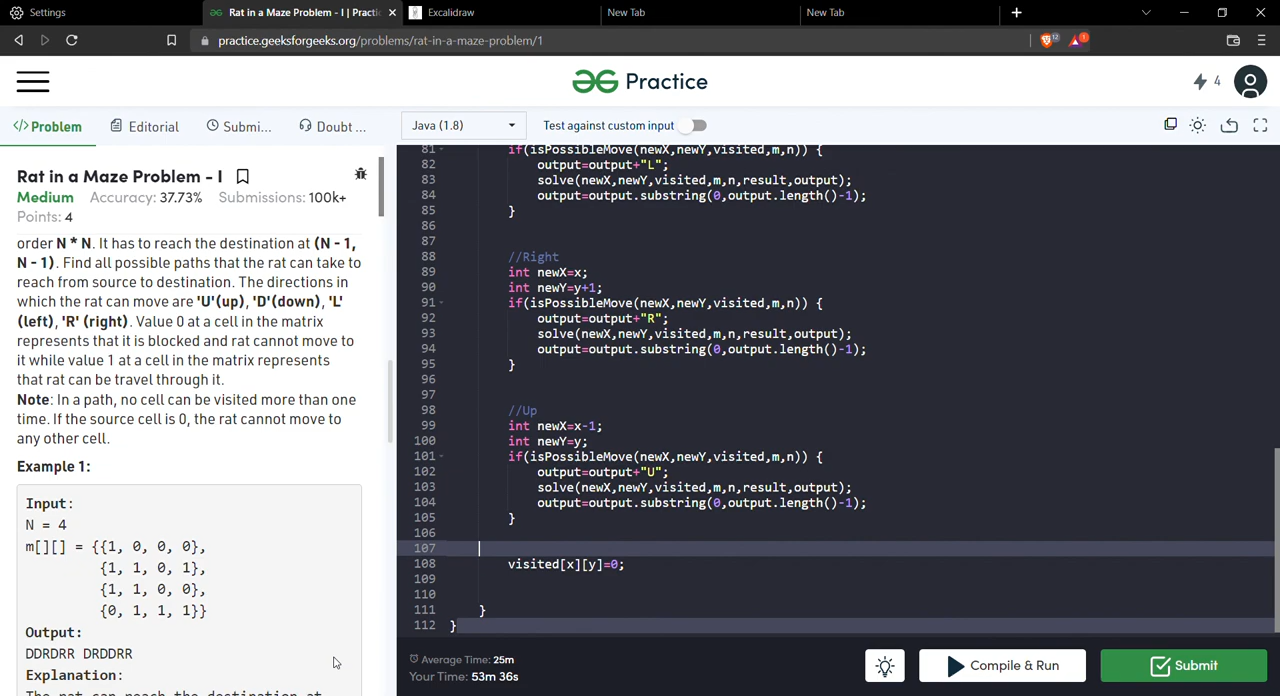 Settings
Rat in a Maze Problem - I | Practic
Excalidraw
New Tab
New Tab
practice.geeksforgeeks.org/problems/rat-in-a-maze-problem/1
12
1
Practice
4
</>Problem
Editorial
Submi...
Doubt ...
Java (1.8)
Test against custom input
Rat in a Maze Problem - I
Medium Accuracy: 37.73% Submissions: 100k+
Points: 4
order N * N. It has to reach the destination at (N - 1,
N - 1). Find all possible paths that the rat can take to
reach from source to destination. The directions in
which the rat can move are 'U'(up), 'D'(down), 'L'
(left), 'R' (right). Value 0 at a cell in the matrix
represents that it is blocked and rat cannot move to
it while value 1 at a cell in the matrix represents
that rat can be travel through it.
Note: In a path, no cell can be visited more than one
time. If the source cell is 0, the rat cannot move to
any other cell.
Example 1:
Input:
N = 4
m[][] = {{1, 0, 0, 0},
{1, 1, 0, 1},
{1, 1, 0, 0},
{0, 1, 1, 1}}
Output:
DDRDRR DRDDRR
Explanation:
The rat can reach the destination at
81 if(isPossibleMove(newX,newY,visited,m,n)) {
82 output=output+"L";
83 solve(newX,newY,visited,m,n,result,output);
84 output=output.substring(0,output.length()-1);
85 }
86
87
88 //Right
89 int newX=x;
90 int newY=y+1;
91 if(isPossibleMove(newX,newY,visited,m,n)) {
92 output=output+"R";
93 solve(newX,newY,visited,m,n,result,output);
94 output=output.substring(0,output.length()-1);
95 }
96
97
98 //Up
99 int newX=x-1;
100 int newY=y;
101 if(isPossibleMove(newX,newY,visited,m,n)) {
102 output=output+"U";
103 solve(newX,newY,visited,m,n,result,output);
104 output=output.substring(0,output.length()-1);
105 }
106
107
108 visited[x][y]=0;
109
110
111 }
112 }
Average Time: 25m
Your Time: 53m 36s
Compile & Run
Submit